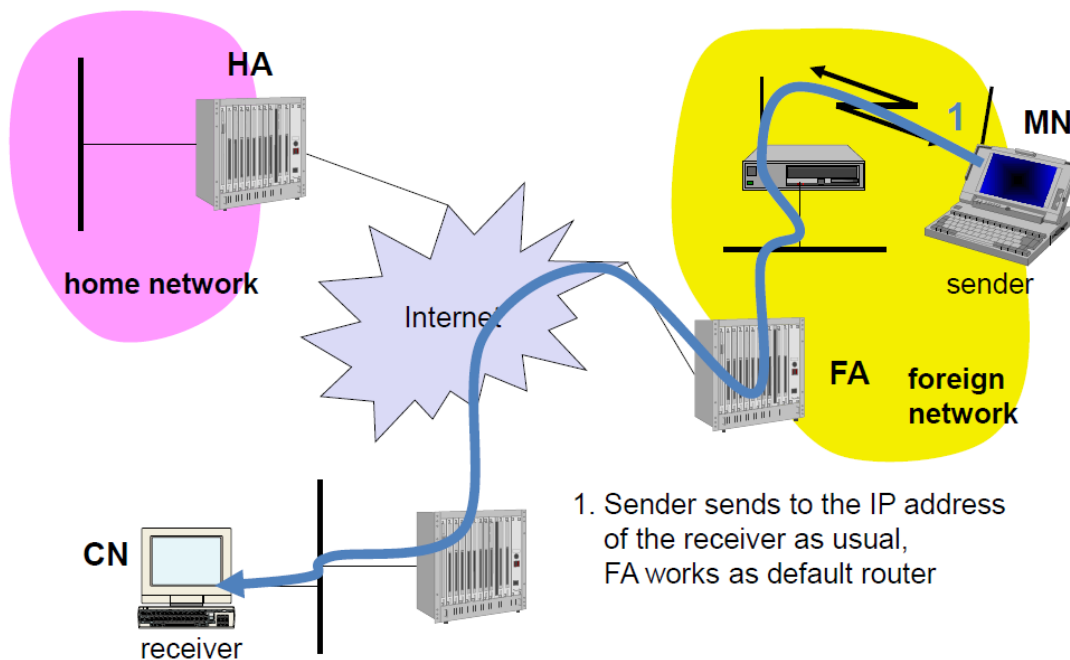 HA
1
MN
home network
Internet
sender
FA
foreign
network
CN
receiver
1. Sender sends to the IP address
of the receiver as usual,
FA works as default router